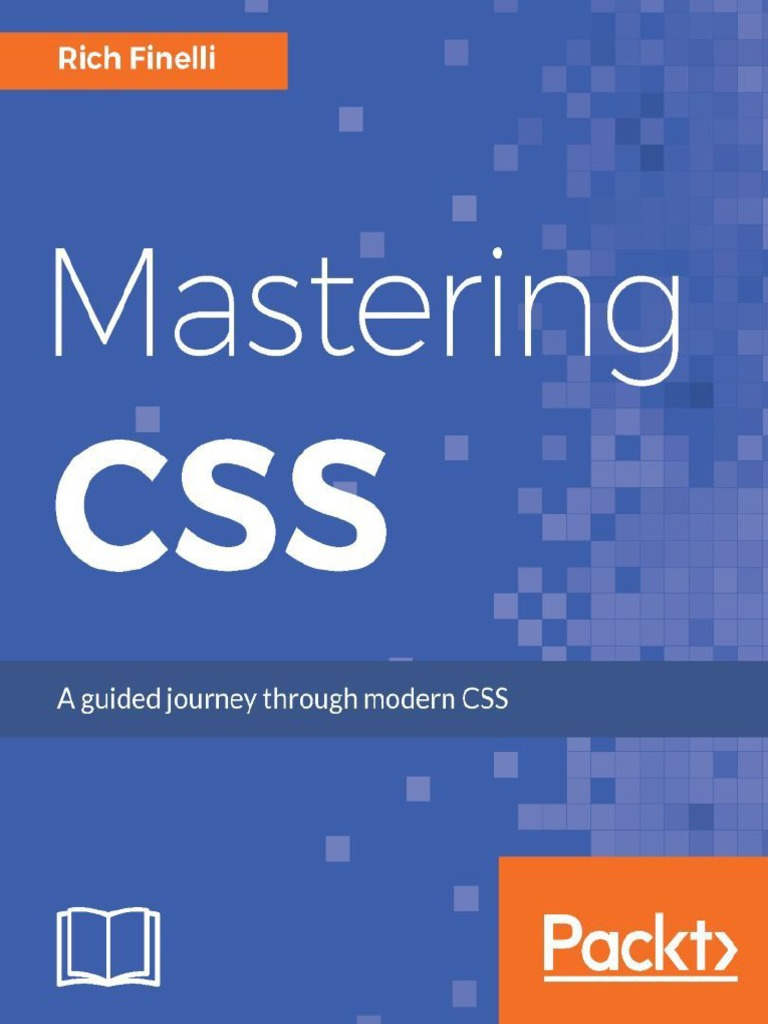 Rich Finelli
Mastering
CSS
A guided journey through modern CSS
Packt>